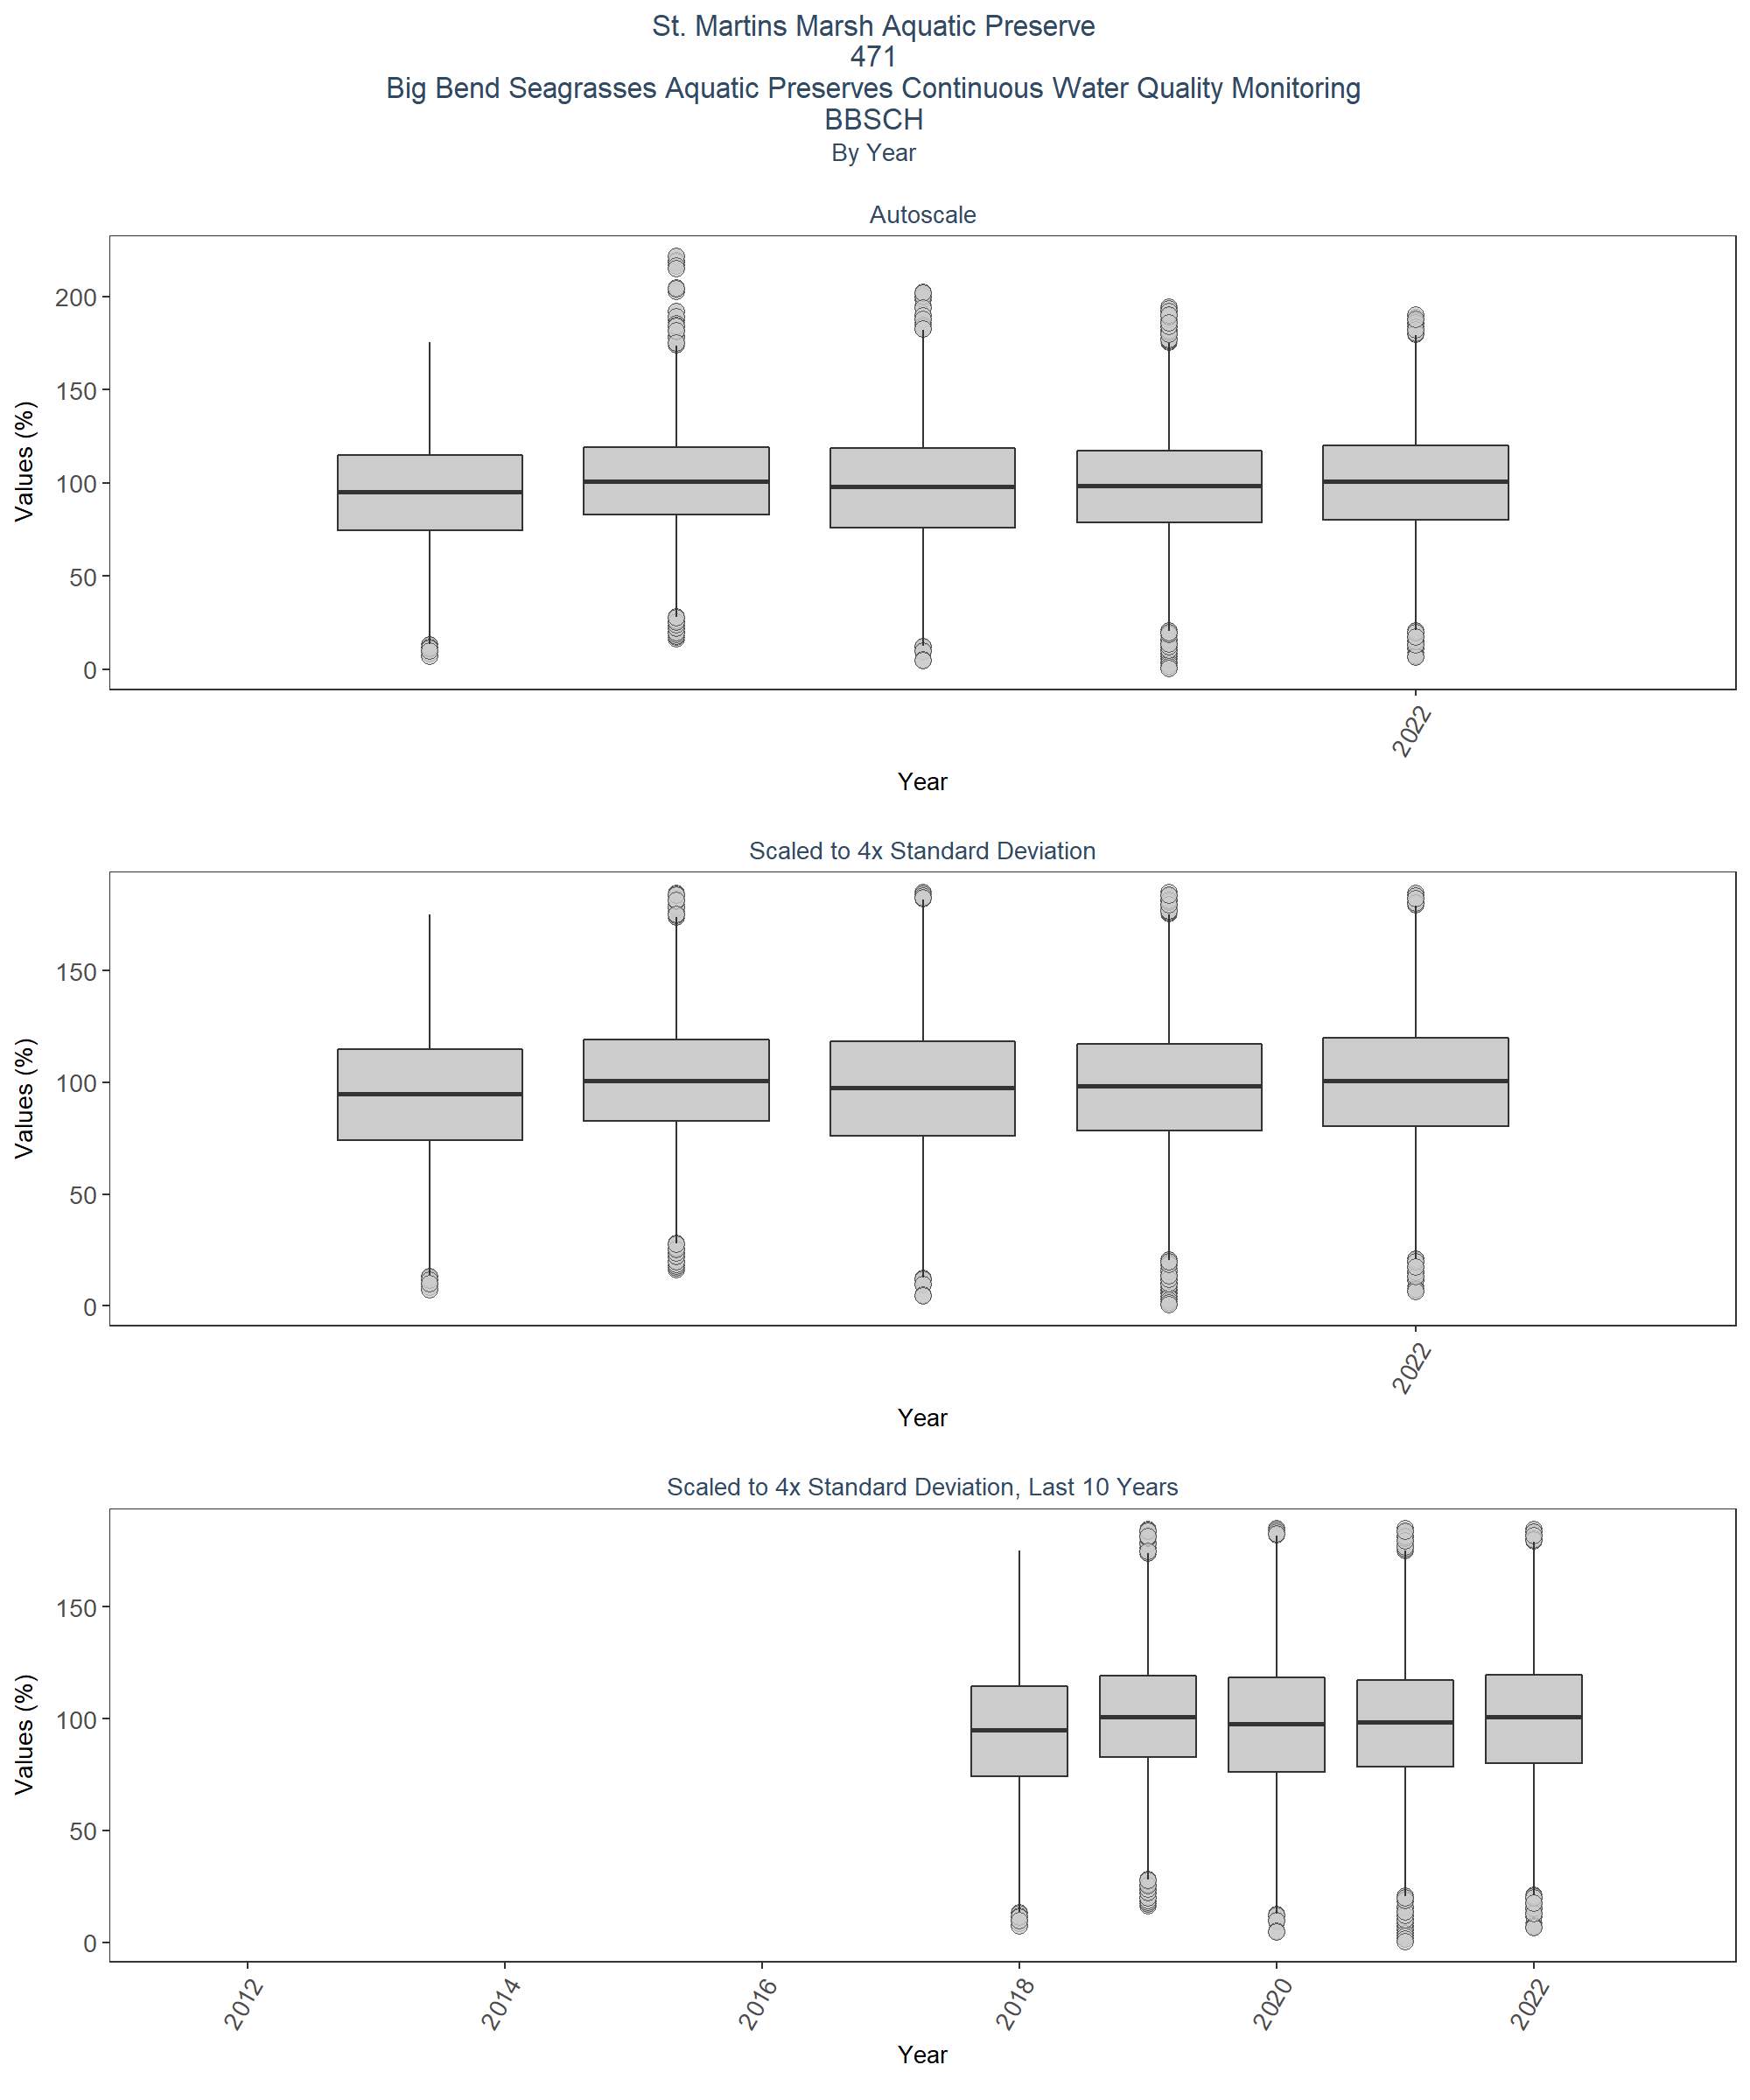 St. Martins Marsh Aquatic Preserve
471
Big Bend Seagrasses Aquatic Preserves Continuous Water Quality Monitoring
BBSCH
By Year
Autoscale
Values (%)
200
150
100
50
0
2022
Year
Scaled to 4x Standard Deviation
Values (%)
150
100
50
0
2022
Year
Scaled to 4x Standard Deviation, Last 10 Years
Values (%)
150
100
50
0
2012 2014 2016 2018 2020 2022
Year